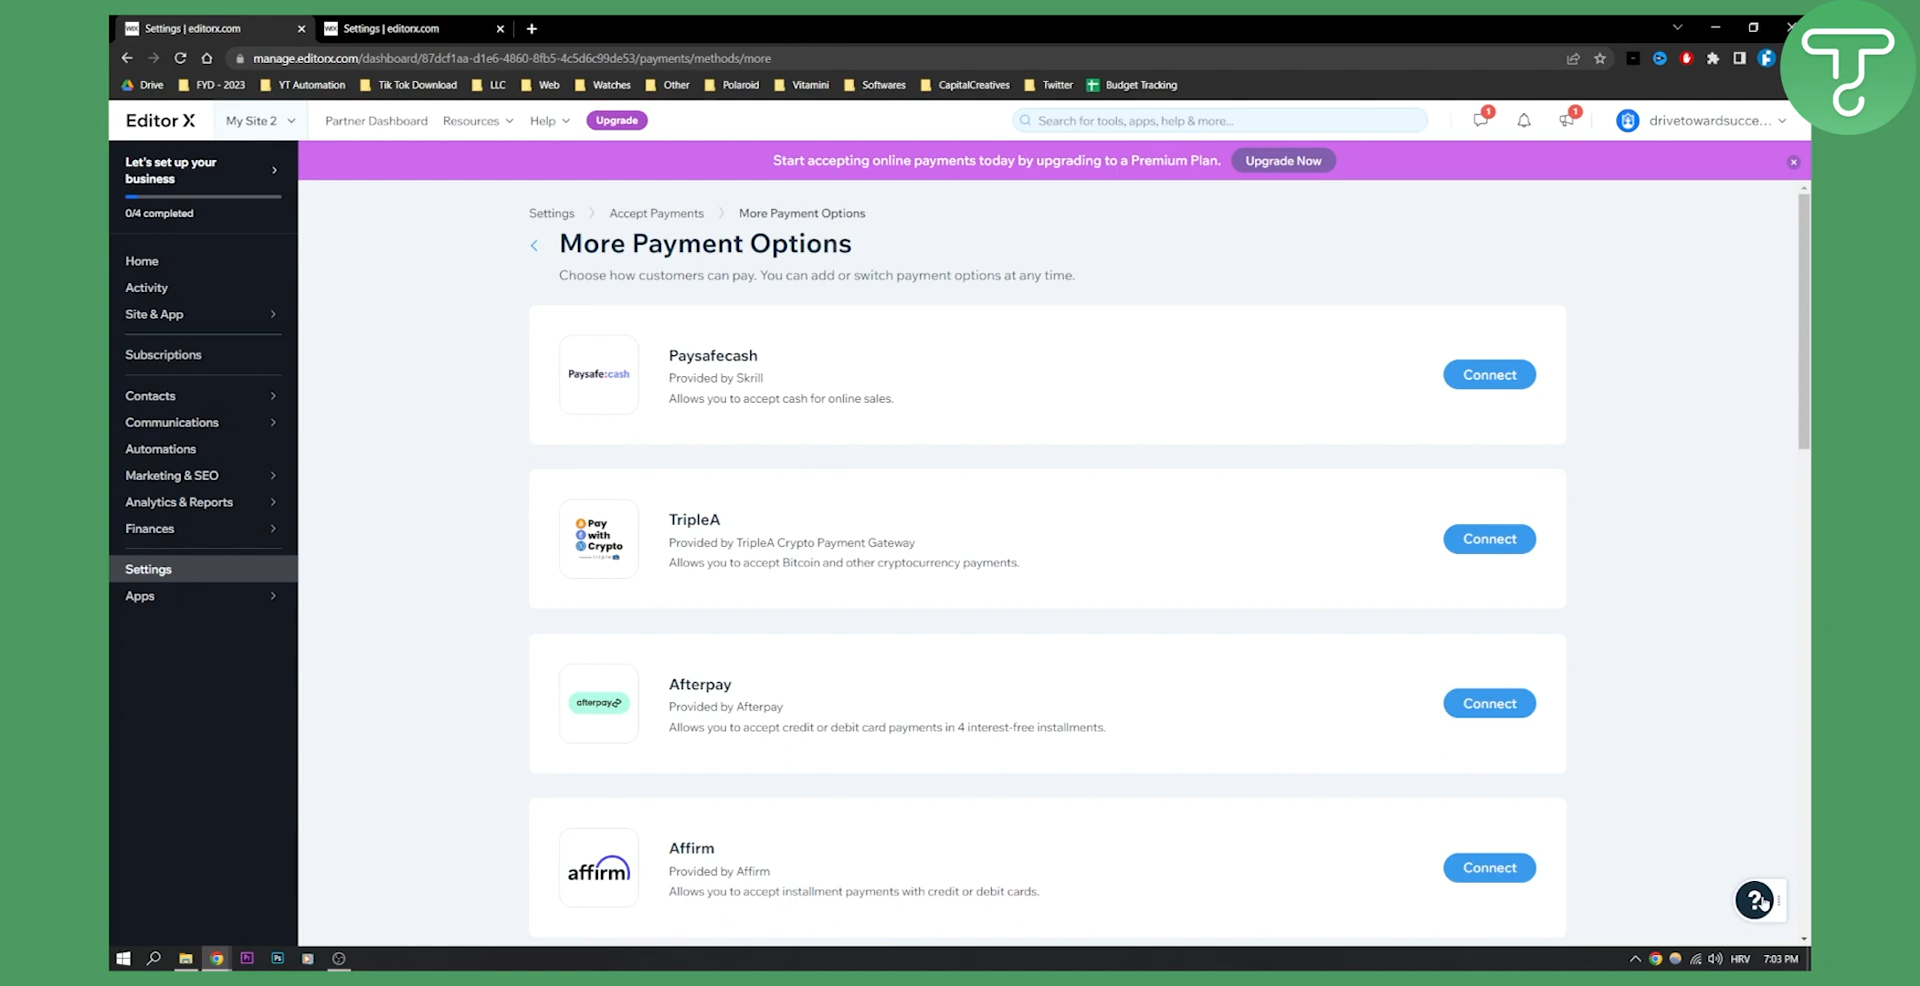 WIX Settings | editorx.com
WIX Settings | editorx.com
manage.editorx.com/dashboard/87dcf1aa-d1e6-4860-8fb5-4c5d6c99de53/payments/methods/more
Drive FYD - 2023 YT Automation Tik Tok Download LLC Web Watches Other Polaroid Vitamini Softwares CapitalCreatives Twitter Budget Tracking
Editor X My Site 2 Partner Dashboard Resources Help Upgrade Search for tools, apps, help & more... 1 1 drivetowardsucce...
Start accepting online payments today by upgrading to a Premium Plan. Upgrade Now
Let's set up your
business
0/4 completed
Home
Activity
Site & App
Subscriptions
Contacts
Communications
Automations
Marketing & SEO
Analytics & Reports
Finances
Settings
Apps
Settings Accept Payments More Payment Options
More Payment Options
Choose how customers can pay. You can add or switch payment options at any time.
Paysafe:cash
Paysafecash
Provided by Skrill
Allows you to accept cash for online sales.
Connect
Pay
with
Crypto
TripleA
Provided by TripleA Crypto Payment Gateway
Allows you to accept Bitcoin and other cryptocurrency payments.
Connect
afterpay
Afterpay
Provided by Afterpay
Allows you to accept credit or debit card payments in 4 interest-free installments.
Connect
affirm
Affirm
Provided by Affirm
Allows you to accept installment payments with credit or debit cards.
Connect
?
Pr Ps HRV 7:03 PM